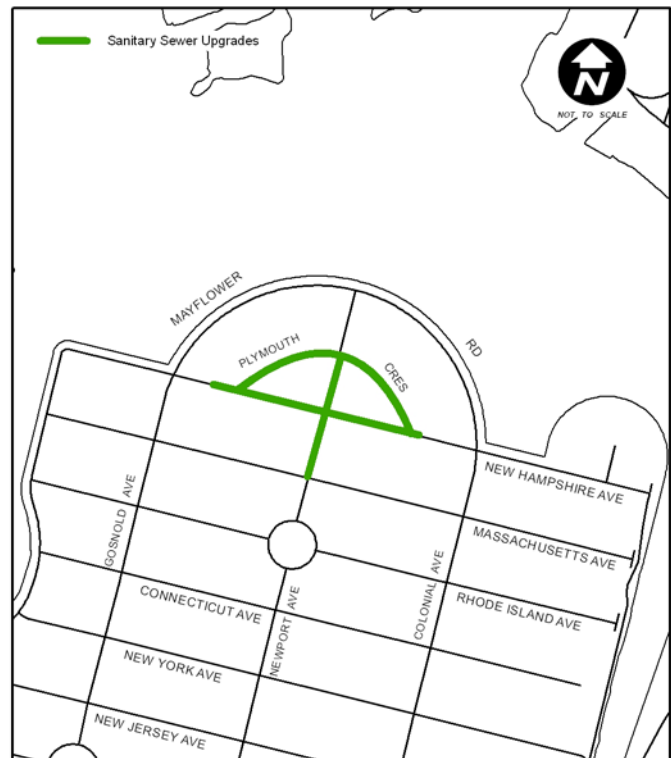 Sanitary Sewer Upgrades
N
NOT TO SCALE
MAYFLOWER
RD
PLYMOUTH
CRES
NEW HAMPSHIRE AVE
GOSNOLD AVE
MASSACHUSETTS AVE
CONNECTICUT AVE
NEWPORT AVE
COLONIAL AVE
RHODE ISLAND AVE
NEW YORK AVE
NEW JERSEY AVE